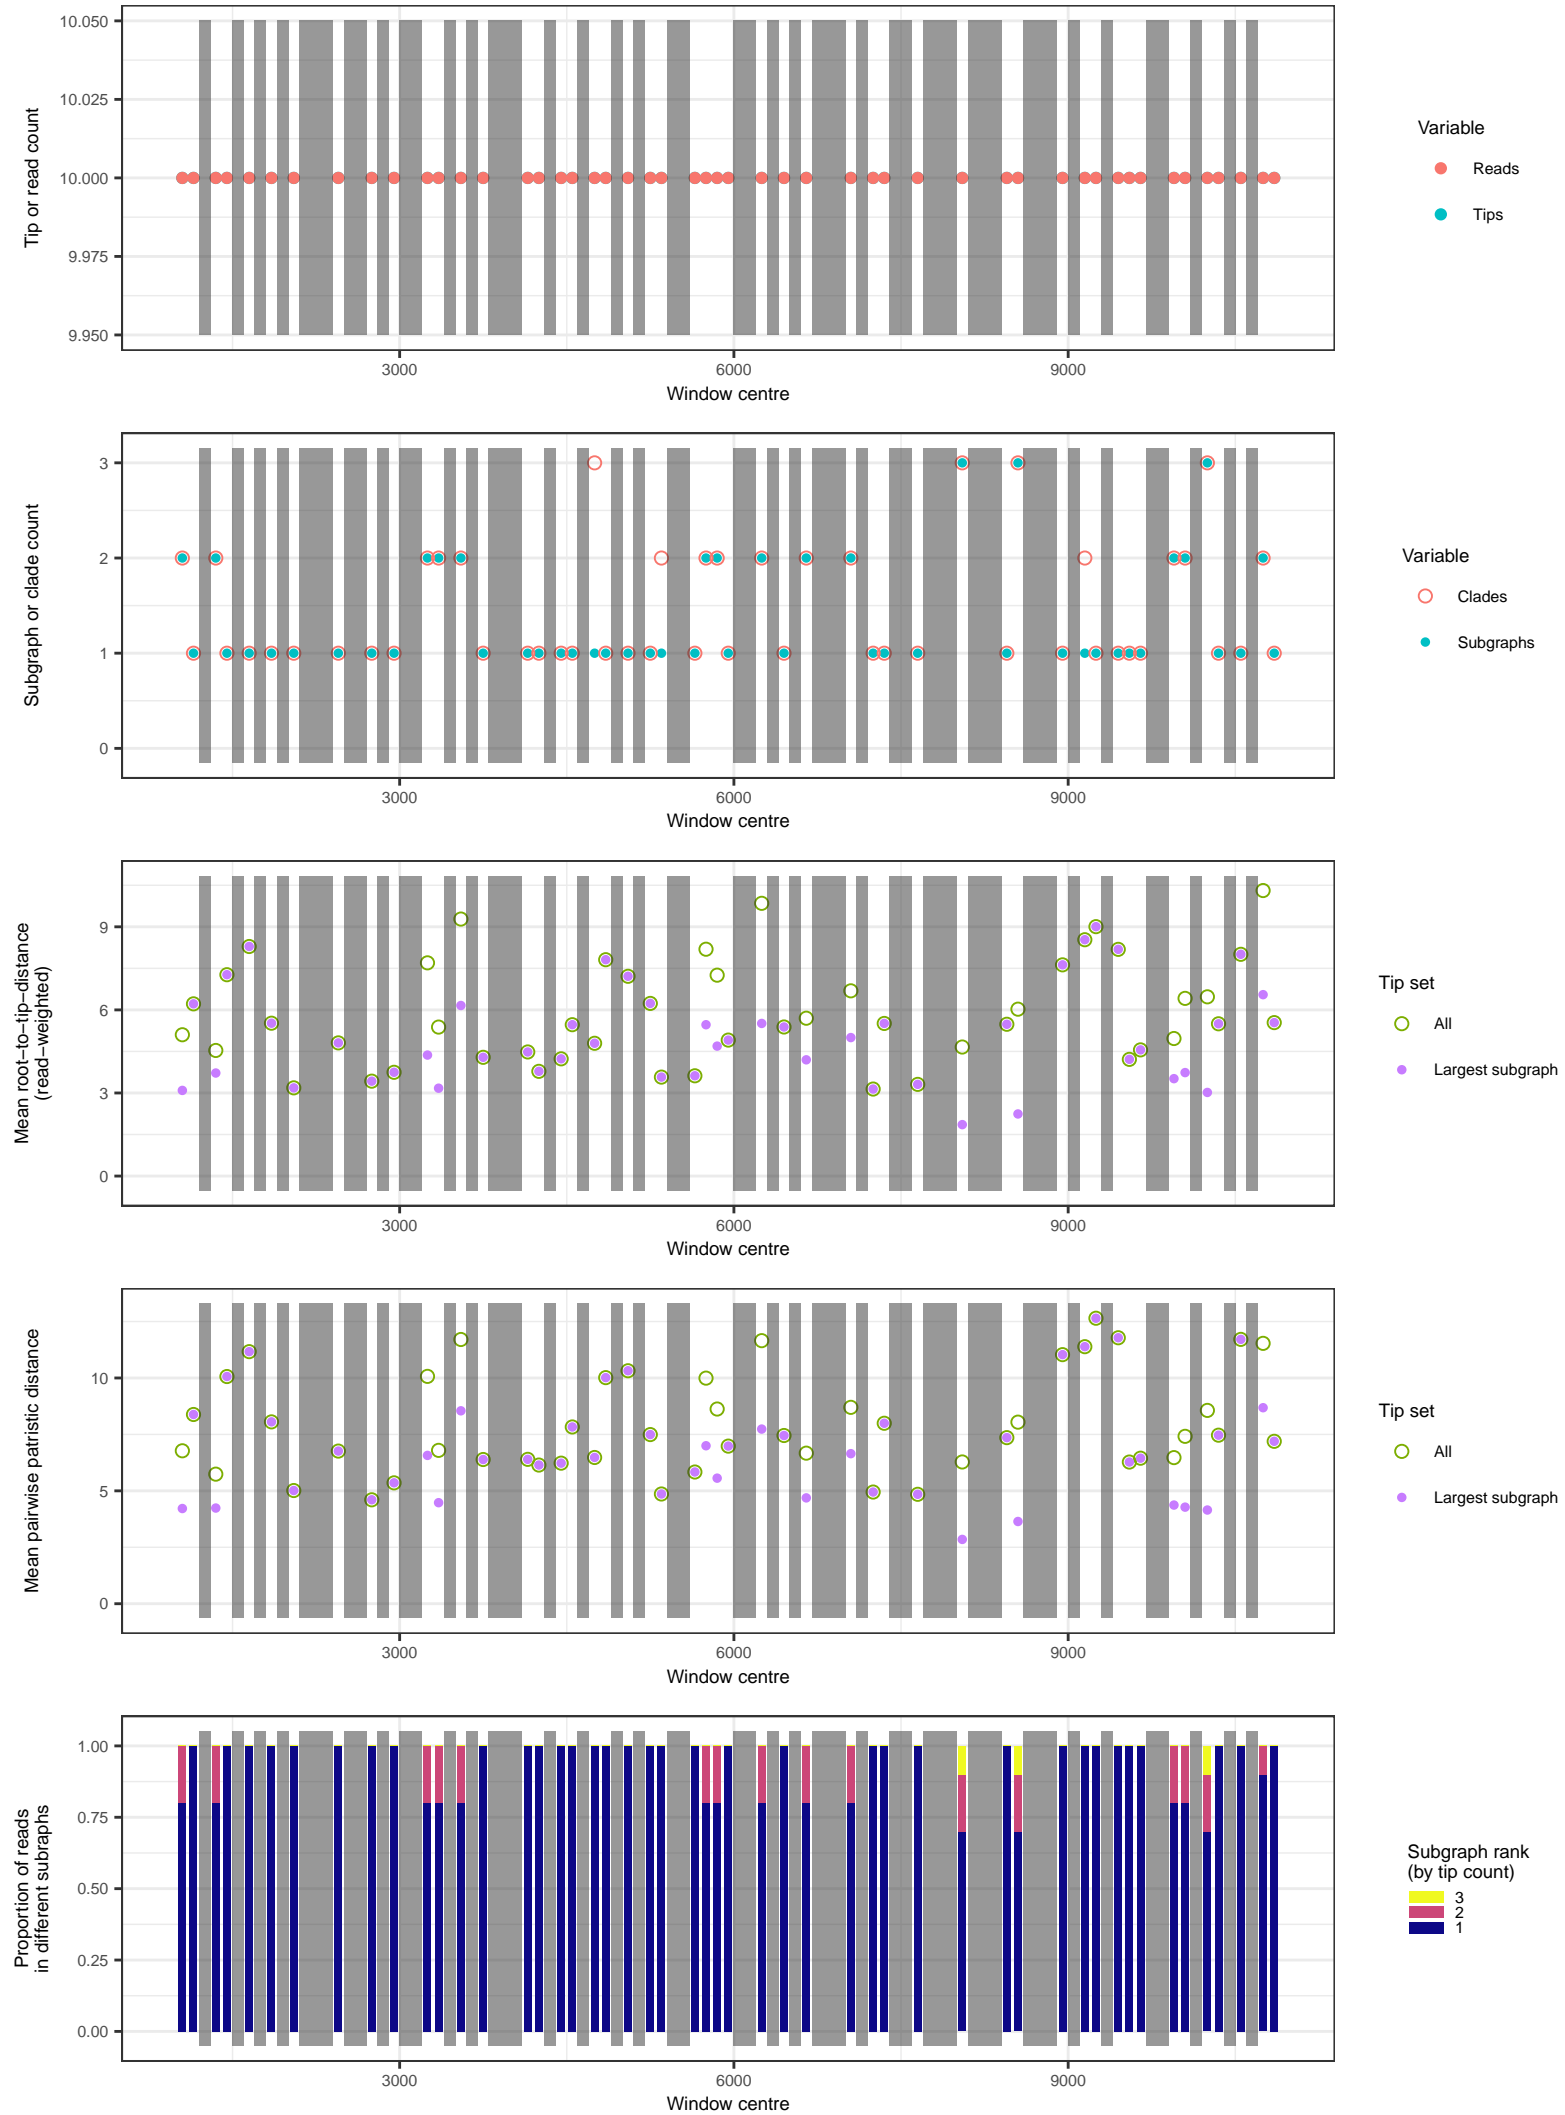 10.050
10.025
10.000
9.975
9.950
Tip or read count
3000
6000
9000
Window centre
Variable
Reads
Tips
3
2
1
0
Subgraph or clade count
3000
6000
9000
Window centre
Variable
Clades
Subgraphs
9
6
3
0
Mean root−to−tip−distance
(read−weighted)
3000
6000
9000
Window centre
Tip set
All
Largest subgraph
10
5
0
Mean pairwise patristic distance
3000
6000
9000
Window centre
Tip set
All
Largest subgraph
1.00
0.75
0.50
0.25
0.00
Proportion of reads
in different subraphs
3000
6000
9000
Window centre
Subgraph rank
(by tip count)
3
2
1